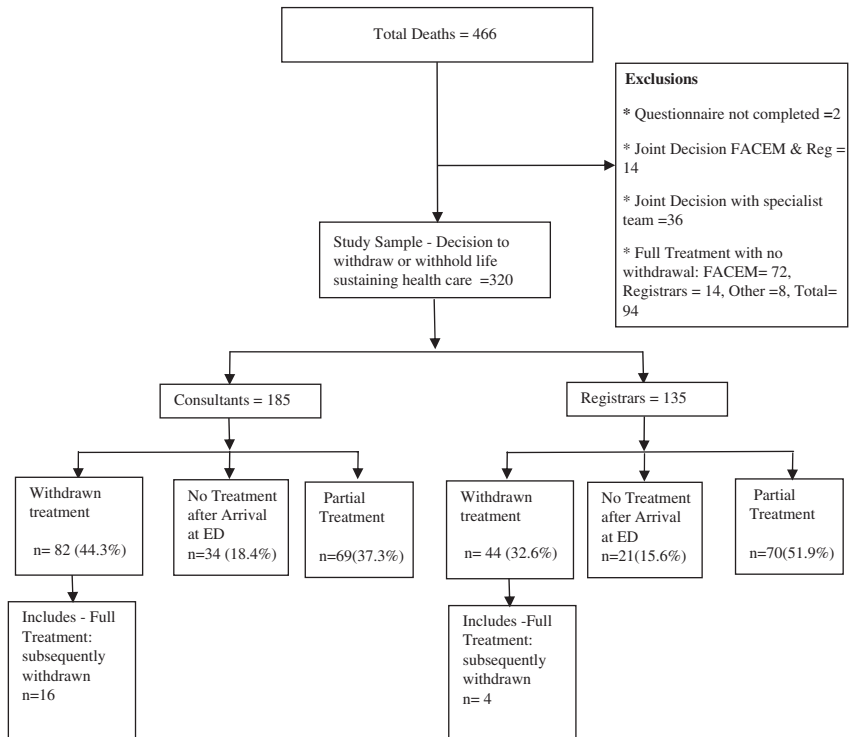 Total Deaths = 466
Exclusions
* Questionnaire not completed =2
* Joint Decision FACEM & Reg =
14
* Joint Decision with specialist
team =36
* Full Treatment with no
withdrawal: FACEM= 72,
Registrars = 14, Other =8, Total=
94
Study Sample - Decision to
withdraw or withhold life
sustaining health care =320
Consultants = 185
Registrars = 135
Withdrawn
treatment
n= 82 (44.3%)
No Treatment
after Arrival
at ED
n=34 (18.4%)
Partial
Treatment
n=69(37.3%)
Withdrawn
treatment
n= 44 (32.6%)
No Treatment
after Arrival
at ED
n=21(15.6%)
Partial
Treatment
n=70(51.9%)
Includes - Full
Treatment:
subsequently
withdrawn
n=16
Includes -Full
Treatment:
subsequently
withdrawn
n= 4